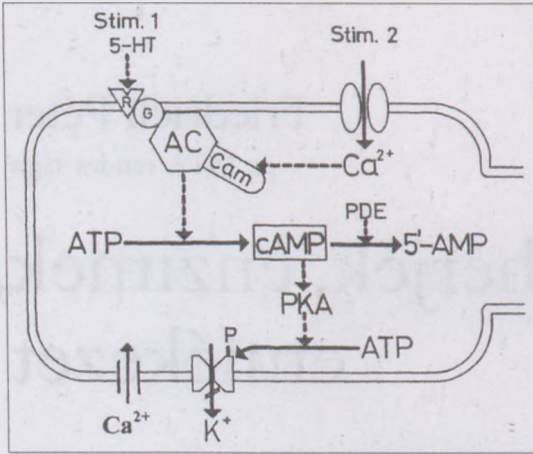 Stim. 1
5-HT
Stim. 2
R
G
AC
Cam
Ca²⁺
PDE
ATP
cAMP
5'-AMP
PKA
P
ATP
Ca²⁺
K⁺